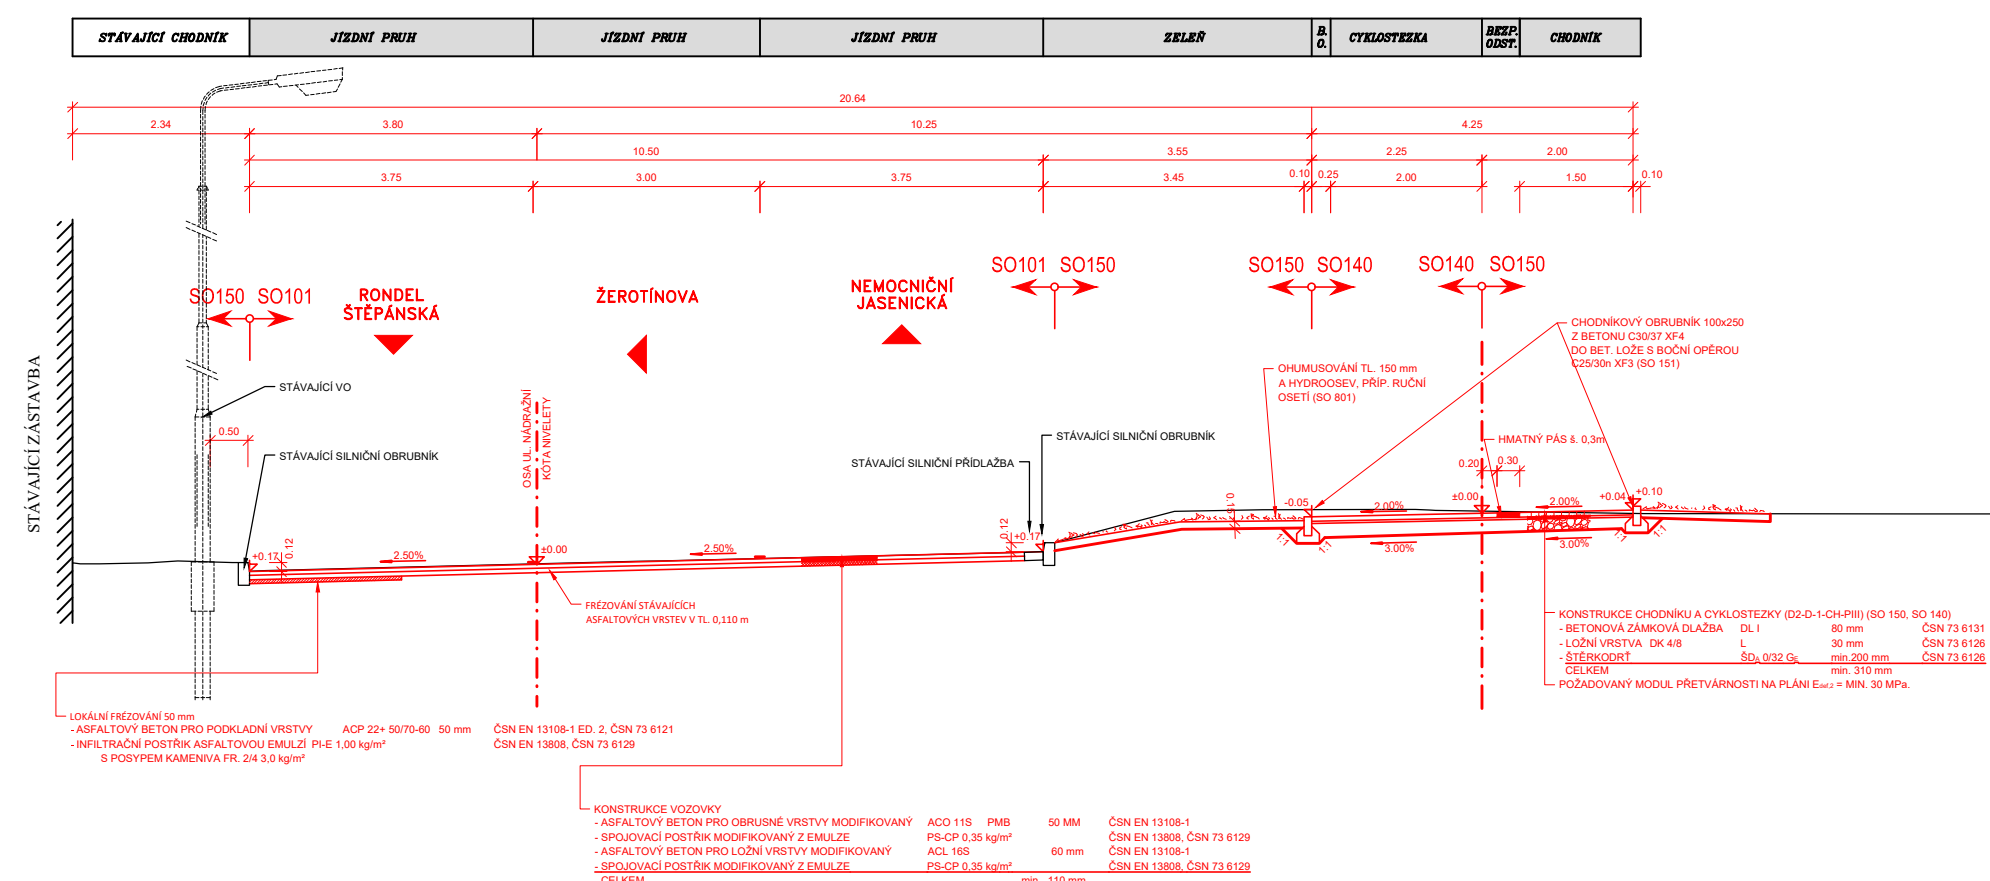 STÁVAJÍCÍ CHODNÍK
JÍZDNÍ PRUH
JÍZDNÍ PRUH
JÍZDNÍ PRUH
ZELEŇ
B.
O.
CYKLOSTEZKA
BEZP.
ODST.
CHODNÍK
20.64
2.34
3.80
10.25
4.25
10.50
3.55
2.25
2.00
3.75
3.00
3.75
3.45
0.10
0.25
2.00
1.50
0.10
SO150
SO101
RONDEL
ŠTĚPÁNSKÁ
ŽEROTÍNOVA
NEMOCNIČNÍ
JASENICKÁ
SO101
SO150
SO150
SO140
SO140
SO150
STÁVAJÍCÍ ZÁSTAVBA
STÁVAJÍCÍ VO
0.50
STÁVAJÍCÍ SILNIČNÍ OBRUBNÍK
OSA UL. NÁDRAŽNÍ
KÓTA NIVELETY
STÁVAJÍCÍ SILNIČNÍ OBRUBNÍK
STÁVAJÍCÍ SILNIČNÍ PŘÍDLAŽBA
OHUMUSOVÁNÍ TL. 150 mm
A HYDROOSEV, PŘÍP. RUČNÍ
OSETÍ (SO 801)
CHODNÍKOVÝ OBRUBNÍK 100x250
Z BETONU C30/37 XF4
DO BET. LOŽE S BOČNÍ OPĚROU
C25/30n XF3 (SO 151)
HMATNÝ PÁS š. 0,3m
0.20
0.30
+0.17
0.12
2.50%
±0.00
2.50%
0.12
+0.17
0.15
-0.05
2.00%
±0.00
2.00%
+0.04
+0.10
1:1
1:1
3.00%
3.00%
1:1
1:1
FRÉZOVÁNÍ STÁVAJÍCÍCH
ASFALTOVÝCH VRSTEV V TL. 0,110 m
KONSTRUKCE CHODNÍKU A CYKLOSTEZKY (D2-D-1-CH-PIII) (SO 150, SO 140)
- BETONOVÁ ZÁMKOVÁ DLAŽBA DL I 80 mm ČSN 73 6131
- LOŽNÍ VRSTVA DK 4/8 L 30 mm ČSN 73 6126
- ŠTĚRKODRŤ ŠDA 0/32 GE min.200 mm ČSN 73 6126
CELKEM min. 310 mm
POŽADOVANÝ MODUL PŘETVÁRNOSTI NA PLÁNI Edef,2 = MIN. 30 MPa.
LOKÁLNÍ FRÉZOVÁNÍ 50 mm
- ASFALTOVÝ BETON PRO PODKLADNÍ VRSTVY ACP 22+ 50/70-60 50 mm ČSN EN 13108-1 ED. 2, ČSN 73 6121
- INFILTRAČNÍ POSTŘIK ASFALTOVOU EMULZÍ PI-E 1,00 kg/m² ČSN EN 13808, ČSN 73 6129
S POSYPEM KAMENIVA FR. 2/4 3,0 kg/m²
KONSTRUKCE VOZOVKY
- ASFALTOVÝ BETON PRO OBRUSNÉ VRSTVY MODIFIKOVANÝ ACO 11S PMB 50 MM ČSN EN 13108-1
- SPOJOVACÍ POSTŘIK MODIFIKOVANÝ Z EMULZE PS-CP 0,35 kg/m² ČSN EN 13808, ČSN 73 6129
- ASFALTOVÝ BETON PRO LOŽNÍ VRSTVY MODIFIKOVANÝ ACL 16S 60 mm ČSN EN 13108-1
- SPOJOVACÍ POSTŘIK MODIFIKOVANÝ Z EMULZE PS-CP 0,35 kg/m² ČSN EN 13808, ČSN 73 6129
CELKEM min. 110 mm